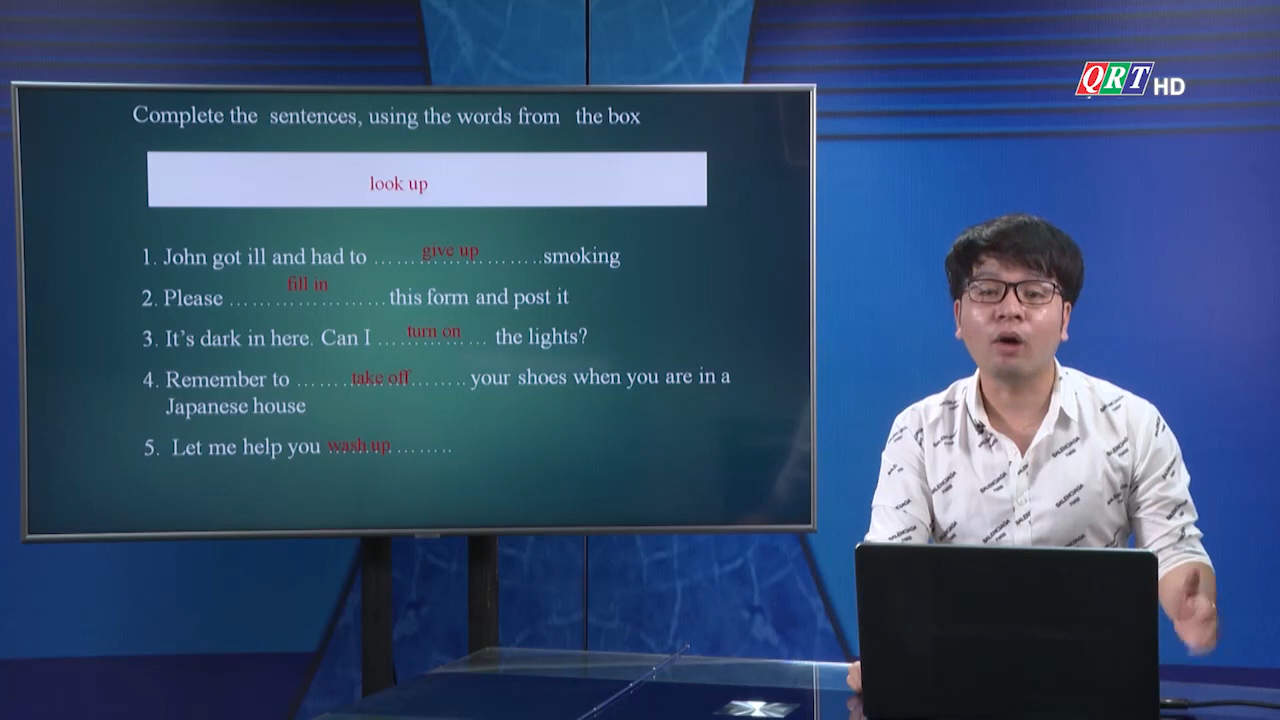 QRT HD
Complete the sentences, using the words from the box
look up
1. John got ill and had to ……give up……..smoking
2. Please ……fill in……this form and post it
3. It's dark in here. Can I …turn on… the lights?
4. Remember to ……take off……..your shoes when you are in a
Japanese house
5. Let me help you wash up ……..
BALENCIAGA